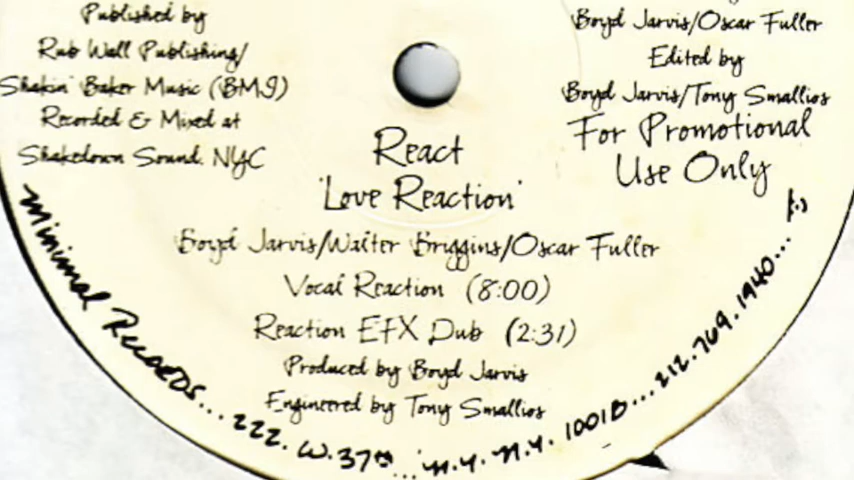 Published by
Rub Wall Publishing/
Shakin' Baker Music (BMI)
Recorded & Mixed at
Shakedown Sound, NYC
Boyd Jarvis/Oscar Fuller
Edited by
Boyd Jarvis/Tony Smallios
For Promotional
Use Only
React
'Love Reaction'
Boyd Jarvis/Walter Briggins/Oscar Fuller
Vocal Reaction (8:00)
Reaction EFX Dub (2:31)
Produced by Boyd Jarvis
Engineered by Tony Smallios
Minimal Records... 222. W. 37th... N.Y. N.Y. 10018... 212.769.1940...